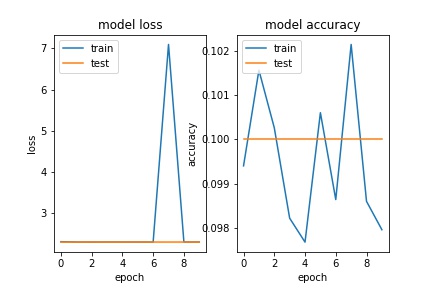 model loss
train
test
7
6
5
4
3
loss
0
2
4
6
8
epoch
model accuracy
train
test
0.102
0.101
0.100
0.099
0.098
accuracy
0
2
4
6
8
epoch